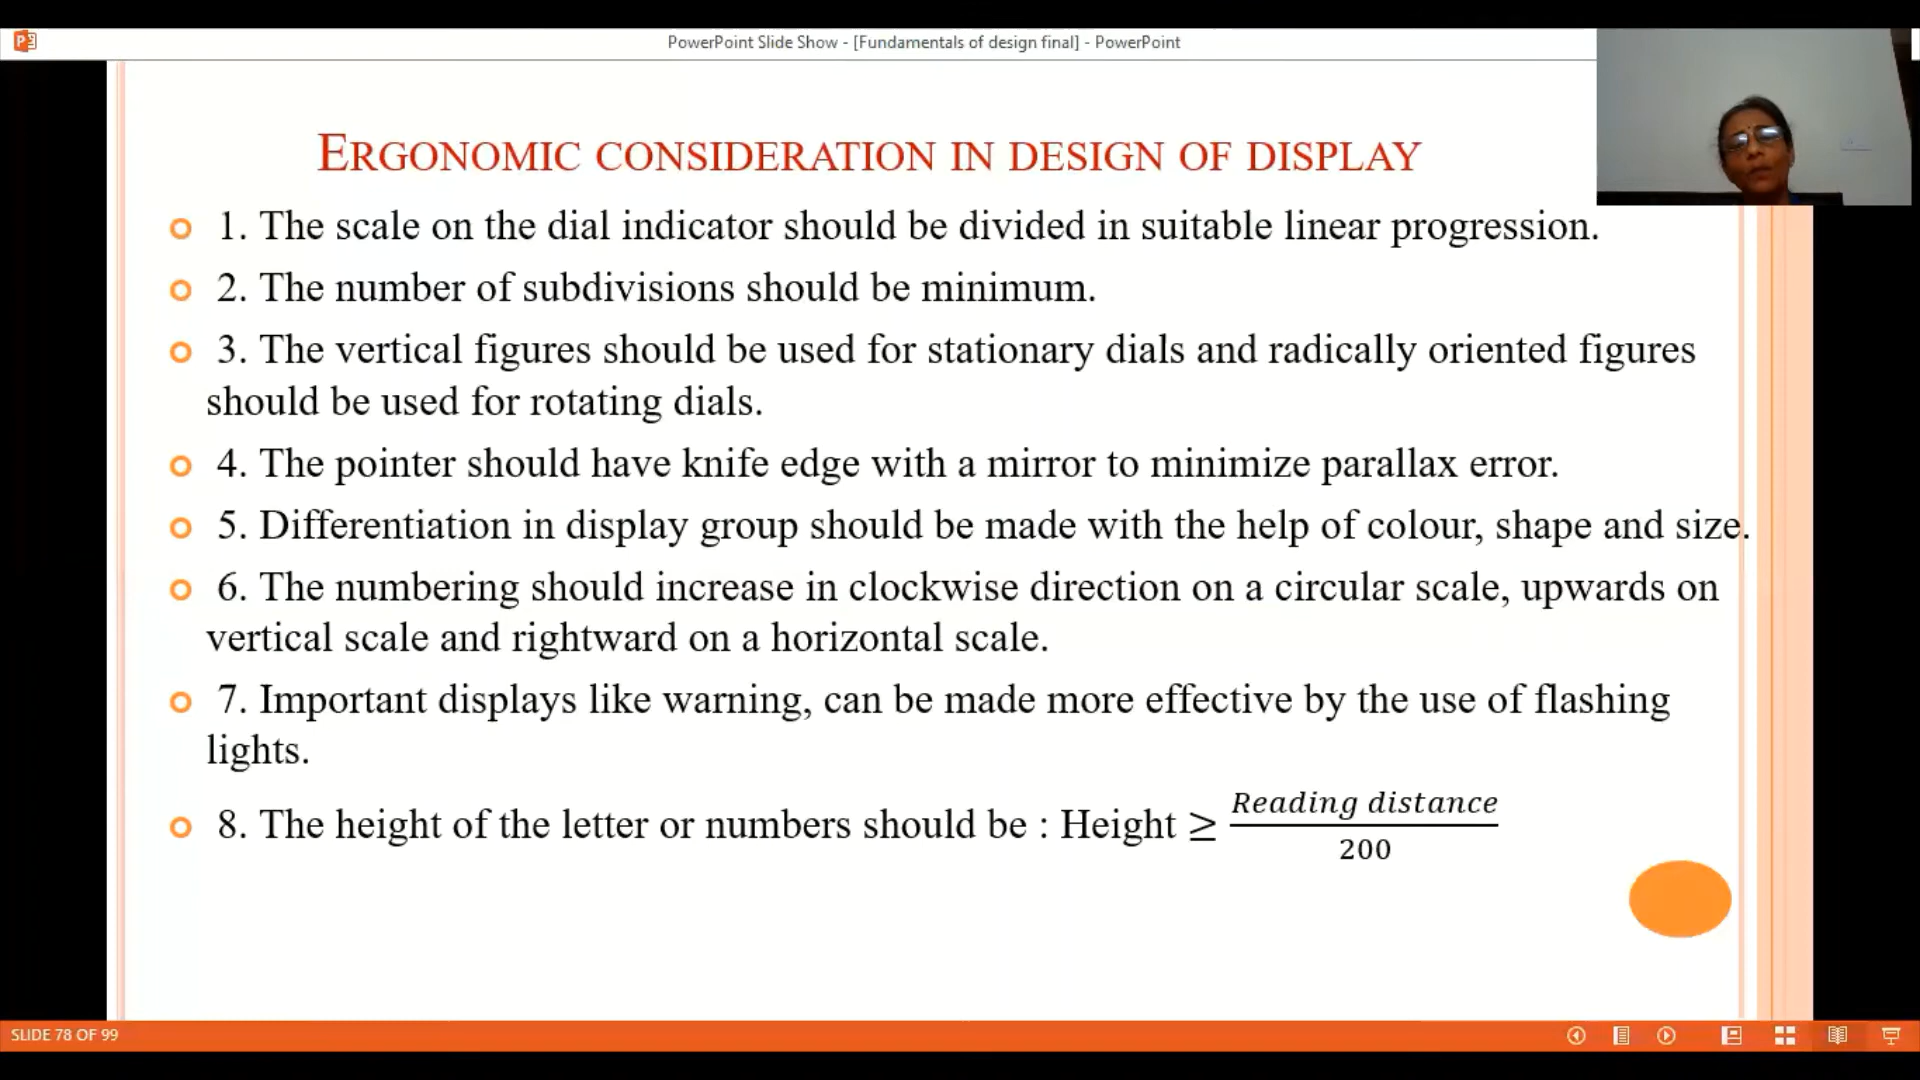 PowerPoint Slide Show - [Fundamentals of design final] - PowerPoint
ERGONOMIC CONSIDERATION IN DESIGN OF DISPLAY
1. The scale on the dial indicator should be divided in suitable linear progression.
2. The number of subdivisions should be minimum.
3. The vertical figures should be used for stationary dials and radically oriented figures
should be used for rotating dials.
4. The pointer should have knife edge with a mirror to minimize parallax error.
5. Differentiation in display group should be made with the help of colour, shape and size.
6. The numbering should increase in clockwise direction on a circular scale, upwards on
vertical scale and rightward on a horizontal scale.
7. Important displays like warning, can be made more effective by the use of flashing
lights.
8. The height of the letter or numbers should be : Height ≥ Reading distance / 200
SLIDE 78 OF 99